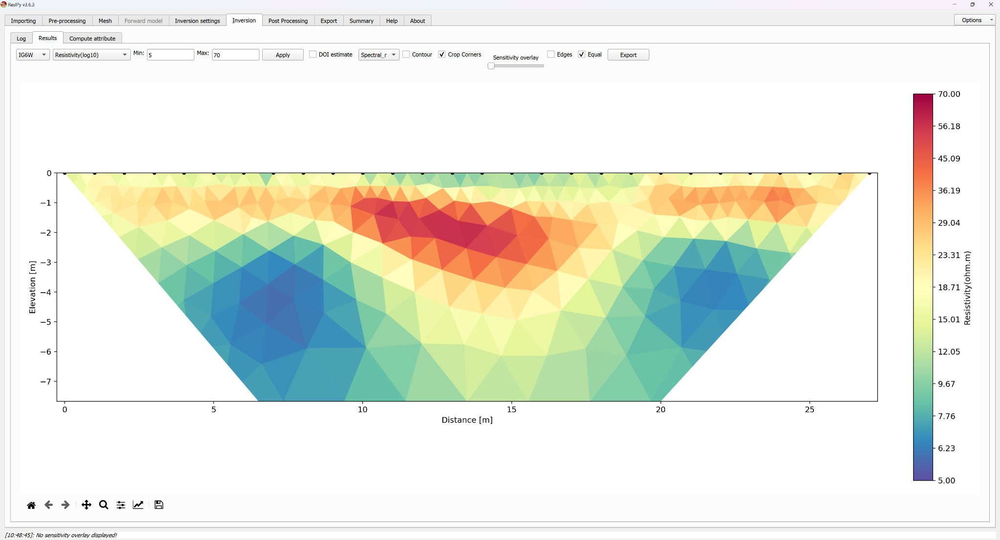 ResIPy v3.6.3
Importing Pre-processing Mesh Forward model Inversion settings Inversion Post Processing Export Summary Help About Options
Log Results Compute attribute
IG6W Resistivity(log10) Min: 5 Max: 70 Apply DOI estimate Spectral_r Contour Crop Corners Sensitivity overlay Edges Equal Export
70.00
56.18
45.09
36.19
29.04
23.31
18.71
15.01
12.05
9.67
7.76
6.23
5.00
Resistivity(ohm.m)
0
−1
−2
−3
−4
−5
−6
−7
Elevation [m]
0 5 10 15 20 25
Distance [m]
[10:48:45]: No sensitivity overlay displayed!